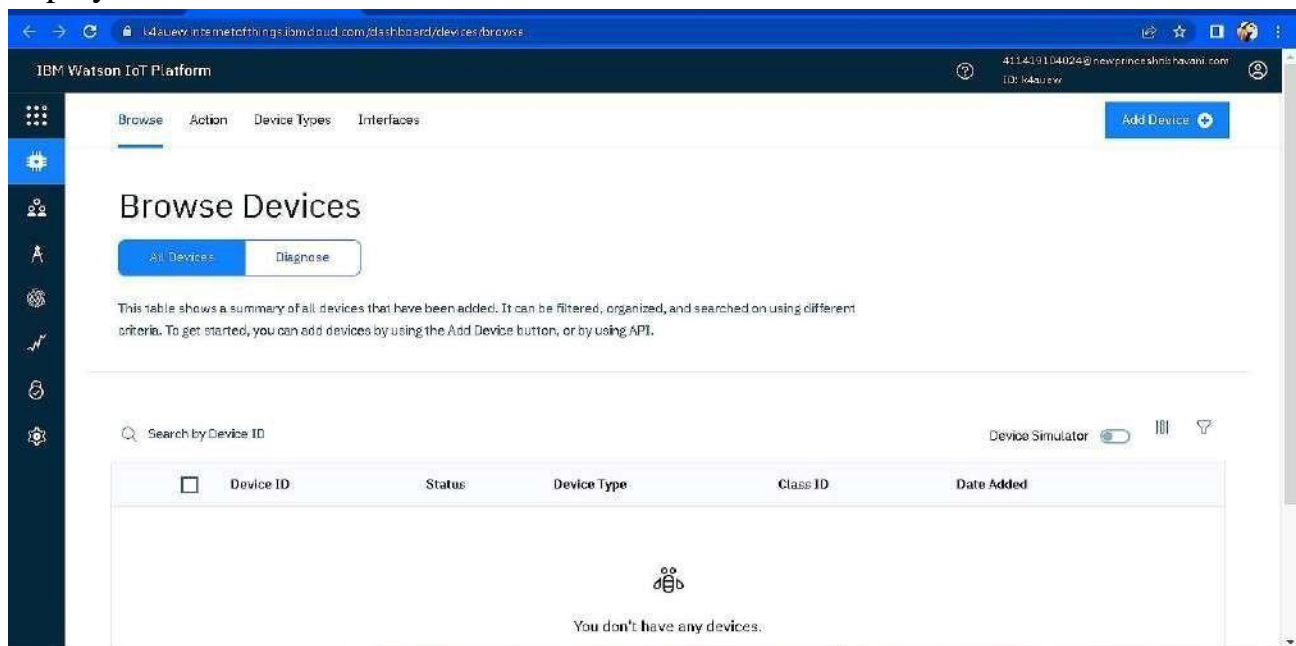 k4auew.internetofthings.ibmcloud.com/dashboard/devices/browse
IBM Watson IoT Platform
411419104024@newprinceshribhavani.com
ID: k4auew
Browse Action Device Types Interfaces
Add Device
Browse Devices
All Devices Diagnose
This table shows a summary of all devices that have been added. It can be filtered, organized, and searched on using different
criteria. To get started, you can add devices by using the Add Device button, or by using API.
Search by Device ID
Device Simulator
Device ID Status Device Type Class ID Date Added
You don't have any devices.